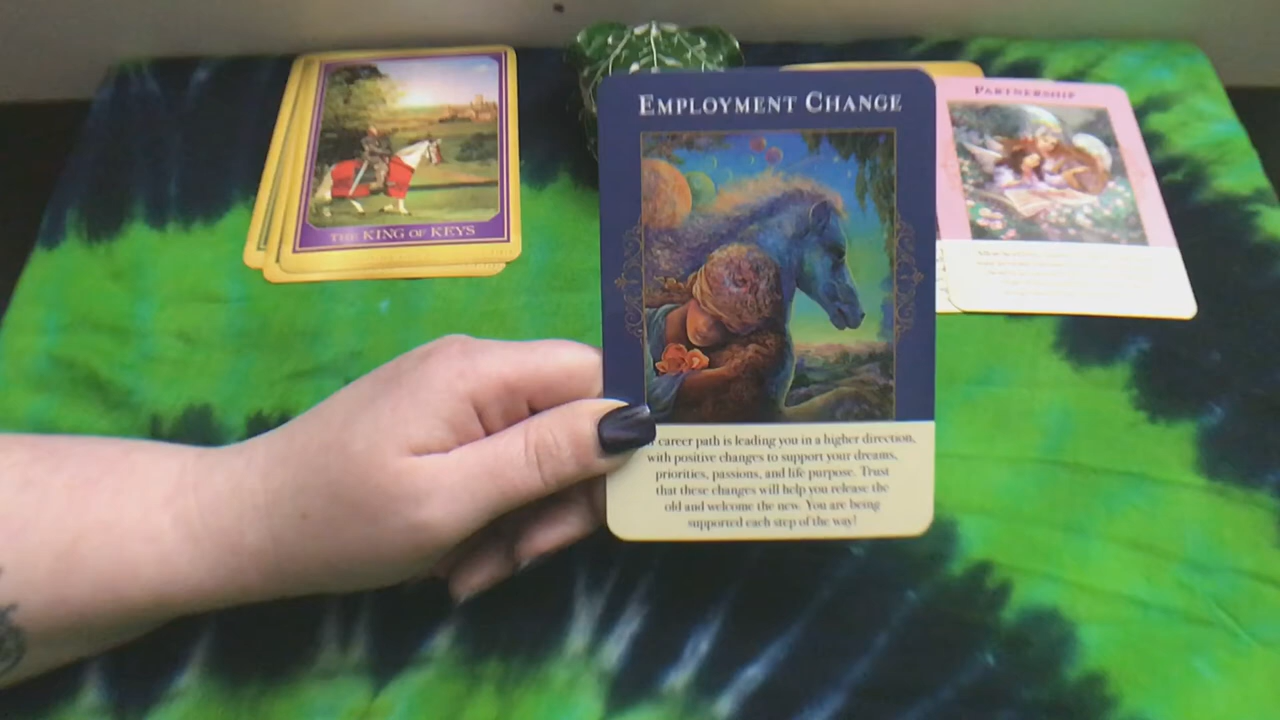 THE KING OF KEYS
EMPLOYMENT CHANGE
career path is leading you in a higher direction,
with positive changes to support your dreams,
priorities, passions, and life purpose. Trust
that these changes will help you release the
old and welcome the new. You are being
supported each step of the way!
PARTNERSHIP